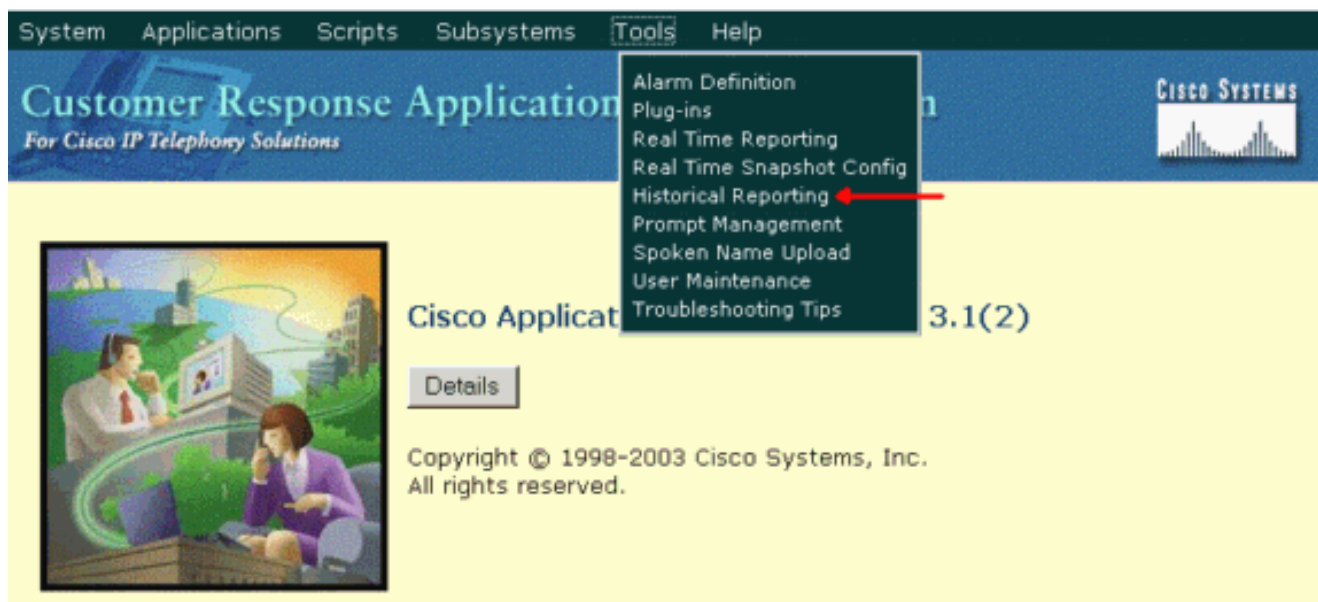 System Applications Scripts Subsystems Tools Help
Customer Response Application
For Cisco IP Telephony Solutions
CISCO SYSTEMS
Alarm Definition
Plug-ins
Real Time Reporting
Real Time Snapshot Config
Historical Reporting
Prompt Management
Spoken Name Upload
User Maintenance
Troubleshooting Tips
Cisco Applicat 3.1(2)
Details
Copyright © 1998-2003 Cisco Systems, Inc.
All rights reserved.